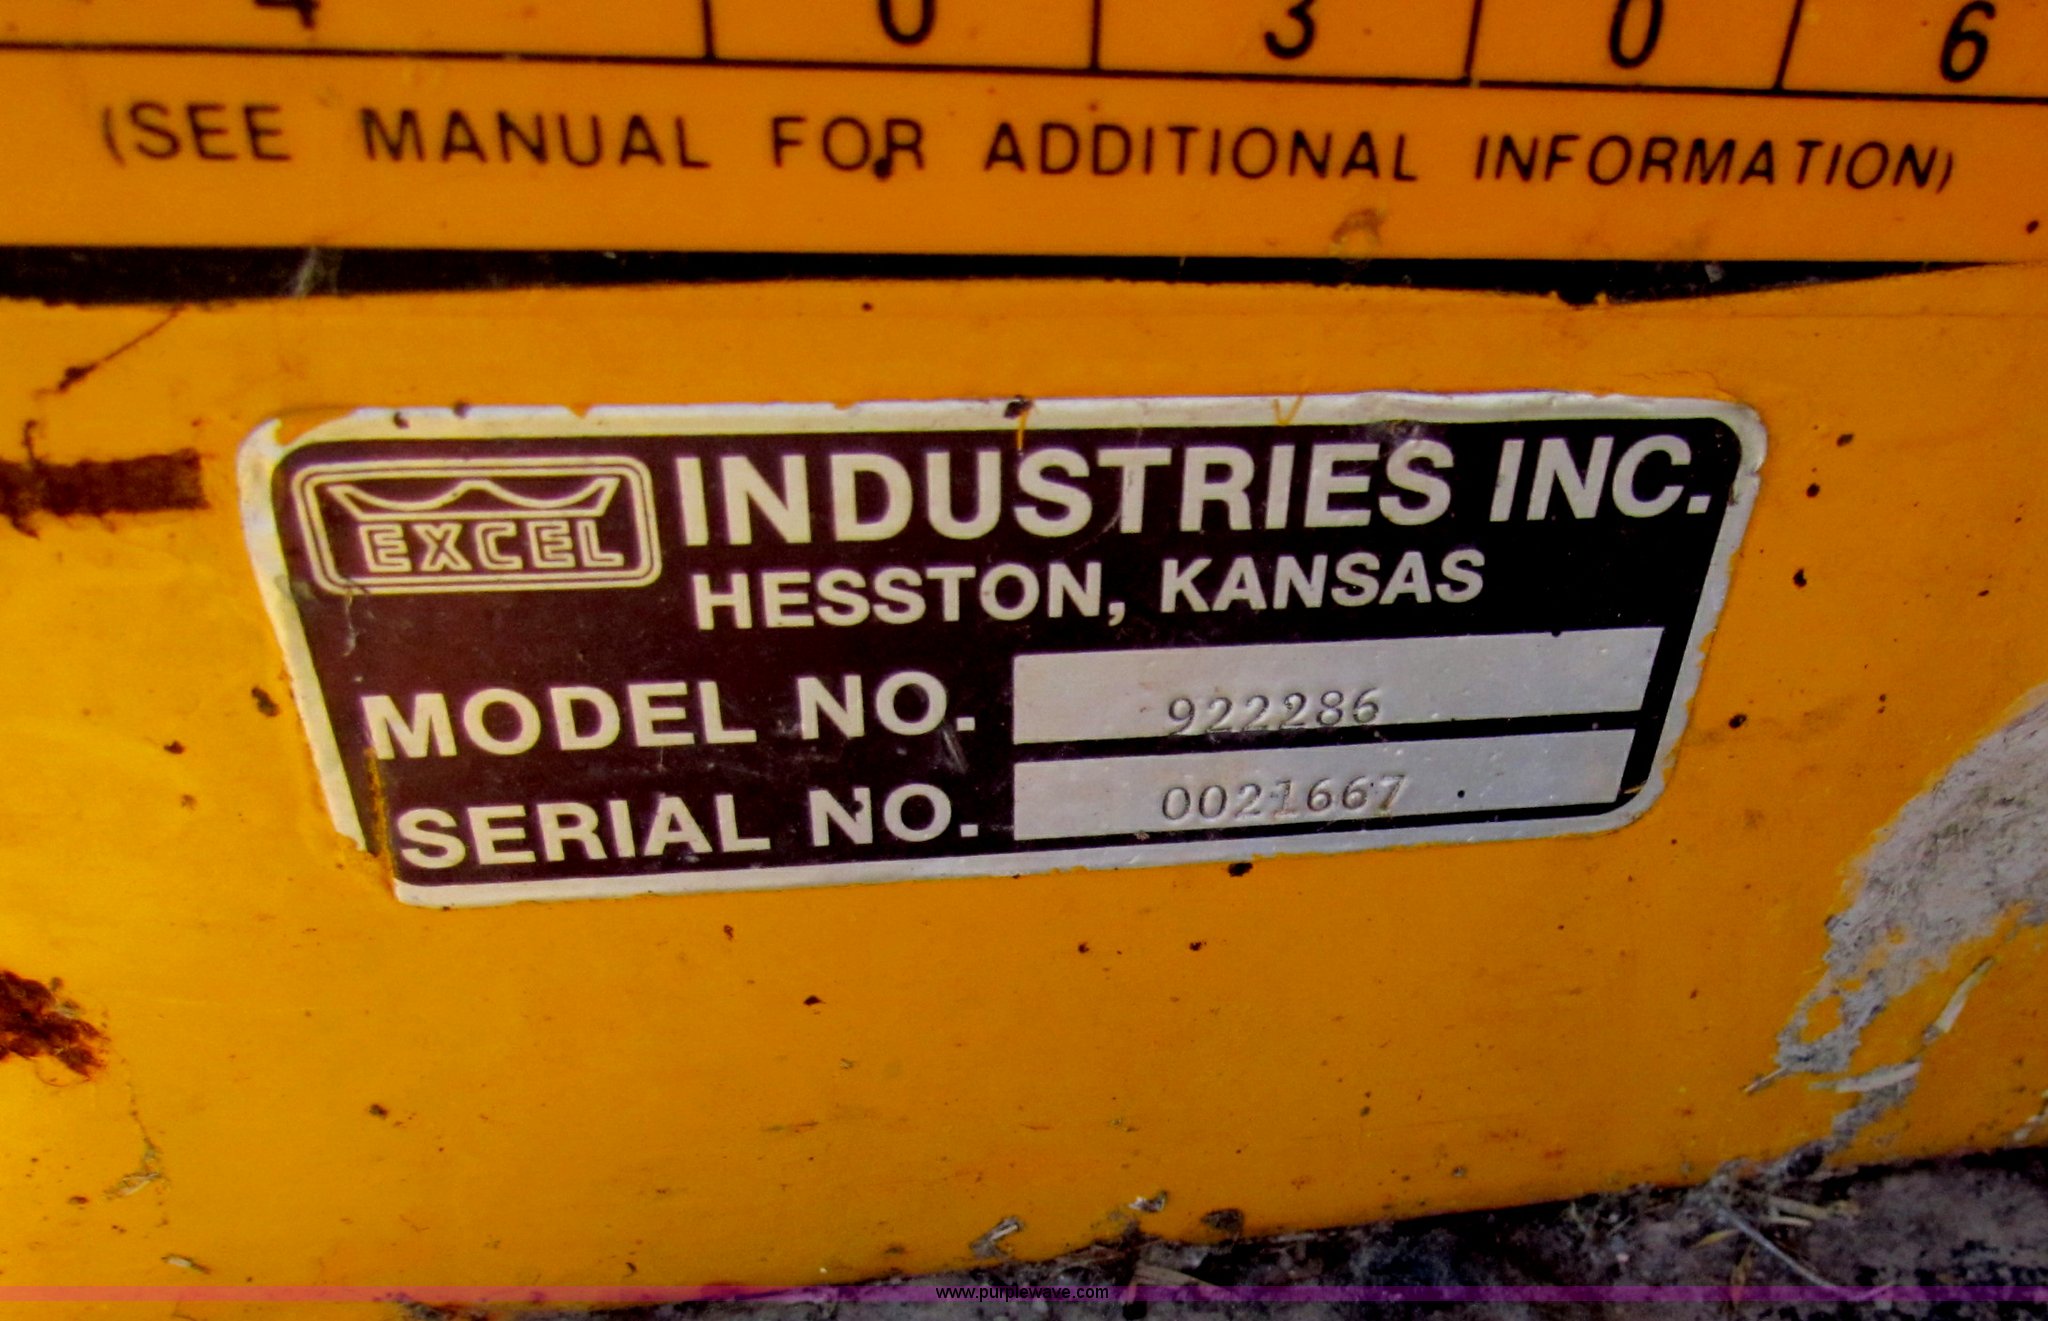 4 0 3 0 6
(SEE MANUAL FOR ADDITIONAL INFORMATION)
EXCEL INDUSTRIES INC.
HESSTON, KANSAS
MODEL NO. 922286
SERIAL NO. 0021667
www.purplewave.com